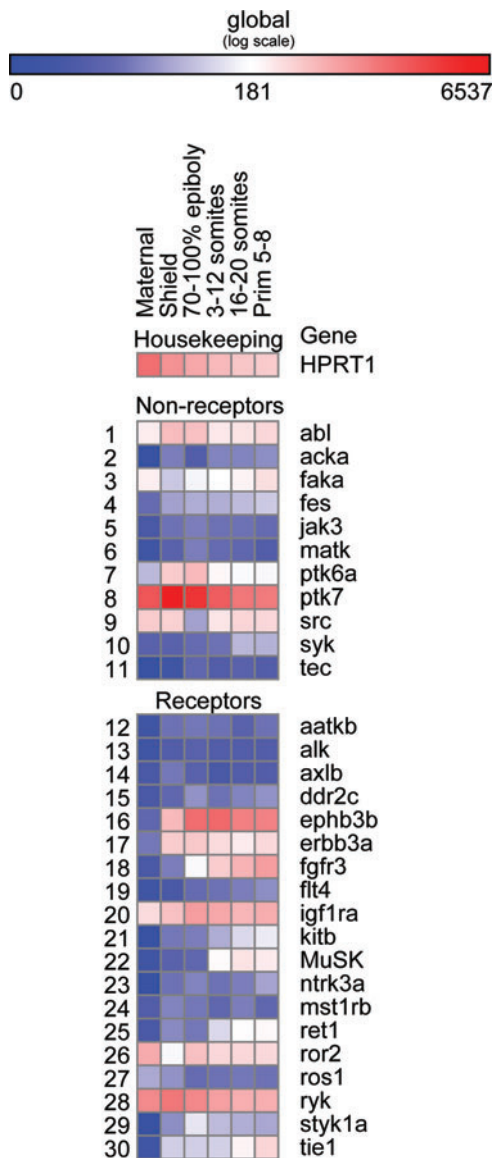 global
(log scale)
0 181 6537
Maternal
Shield
70-100% epiboly
3-12 somites
16-20 somites
Prim 5-8
Housekeeping Gene
HPRT1
Non-receptors
1 abl
2 acka
3 faka
4 fes
5 jak3
6 matk
7 ptk6a
8 ptk7
9 src
10 syk
11 tec
Receptors
12 aatkb
13 alk
14 axlb
15 ddr2c
16 ephb3b
17 erbb3a
18 fgfr3
19 flt4
20 igf1ra
21 kitb
22 MuSK
23 ntrk3a
24 mst1rb
25 ret1
26 ror2
27 ros1
28 ryk
29 styk1a
30 tie1